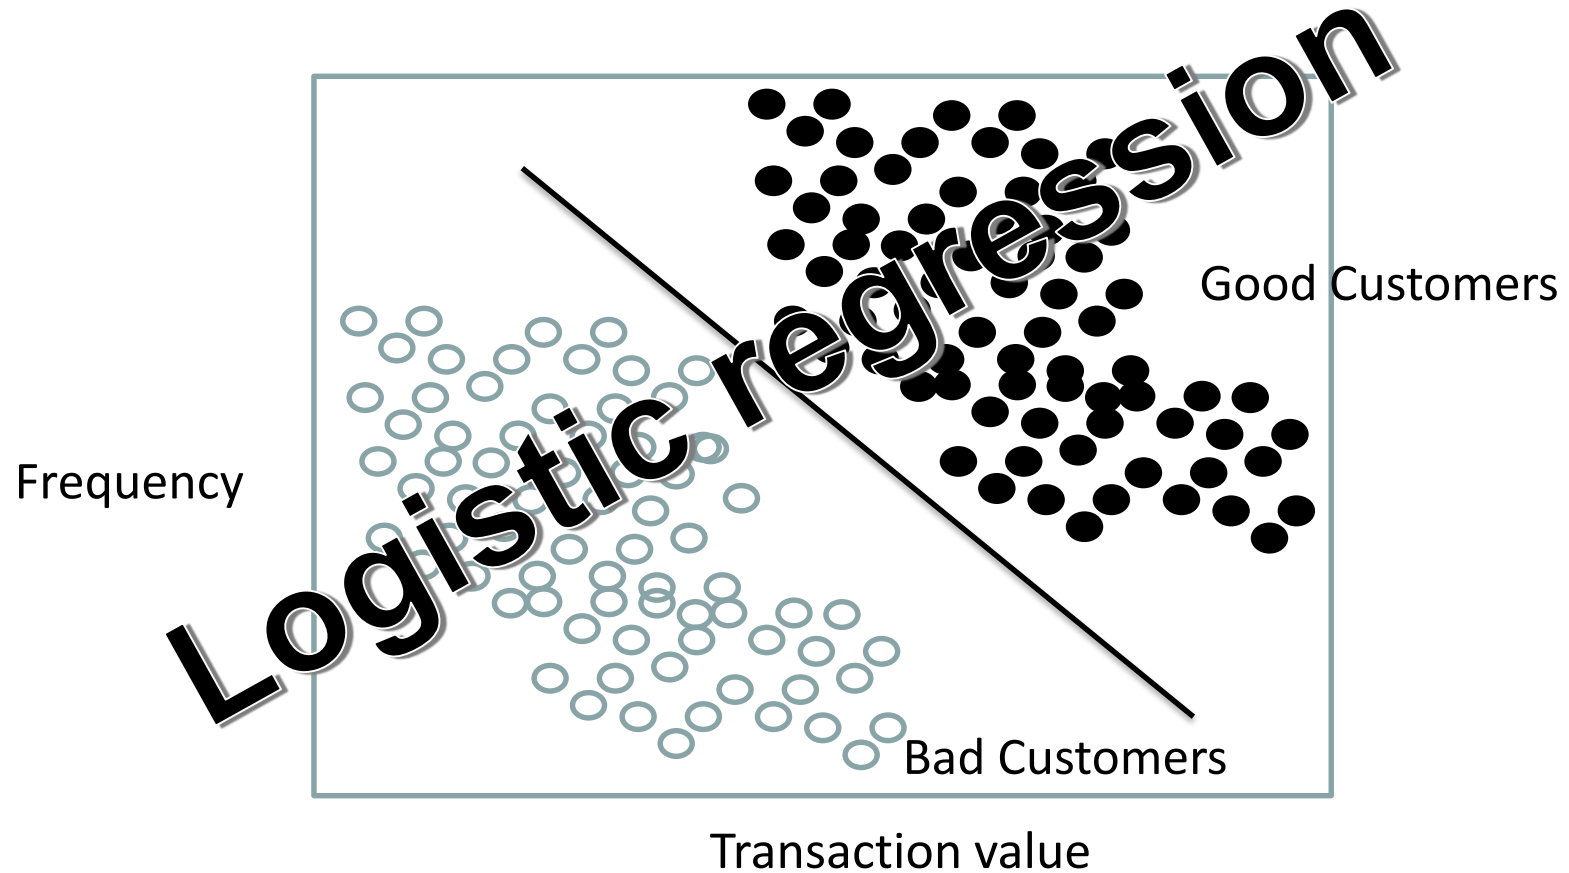 Logistic regression
Good Customers
Frequency
Bad Customers
Transaction value